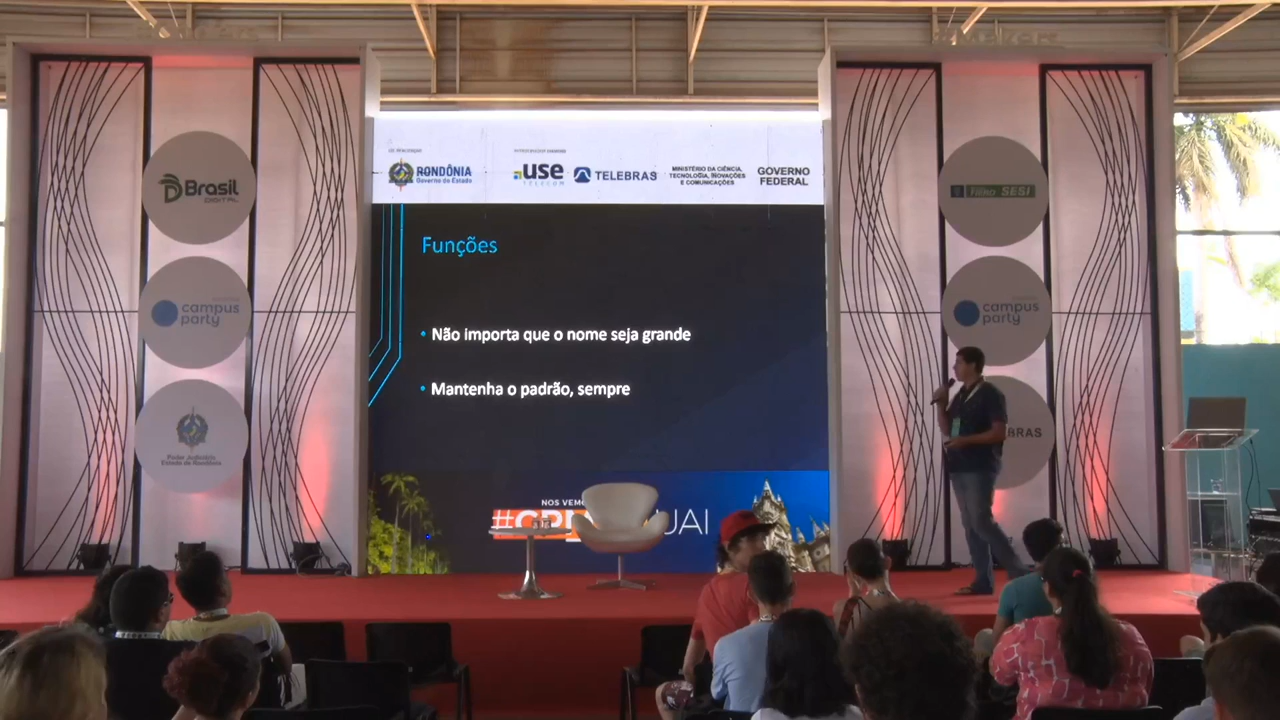 RONDÔNIA
Governo do Estado
USE
TELECOM
TELEBRAS
MINISTÉRIO DA CIÊNCIA,
TECNOLOGIA, INOVAÇÕES
E COMUNICAÇÕES
GOVERNO
FEDERAL
Brasil
DIGITAL
Fiero SESI
Funções
campus
party
campus
party
• Não importa que o nome seja grande
• Mantenha o padrão, sempre
Poder Judiciário
Estado de Rondônia
BRAS
NOS VEM
UAI